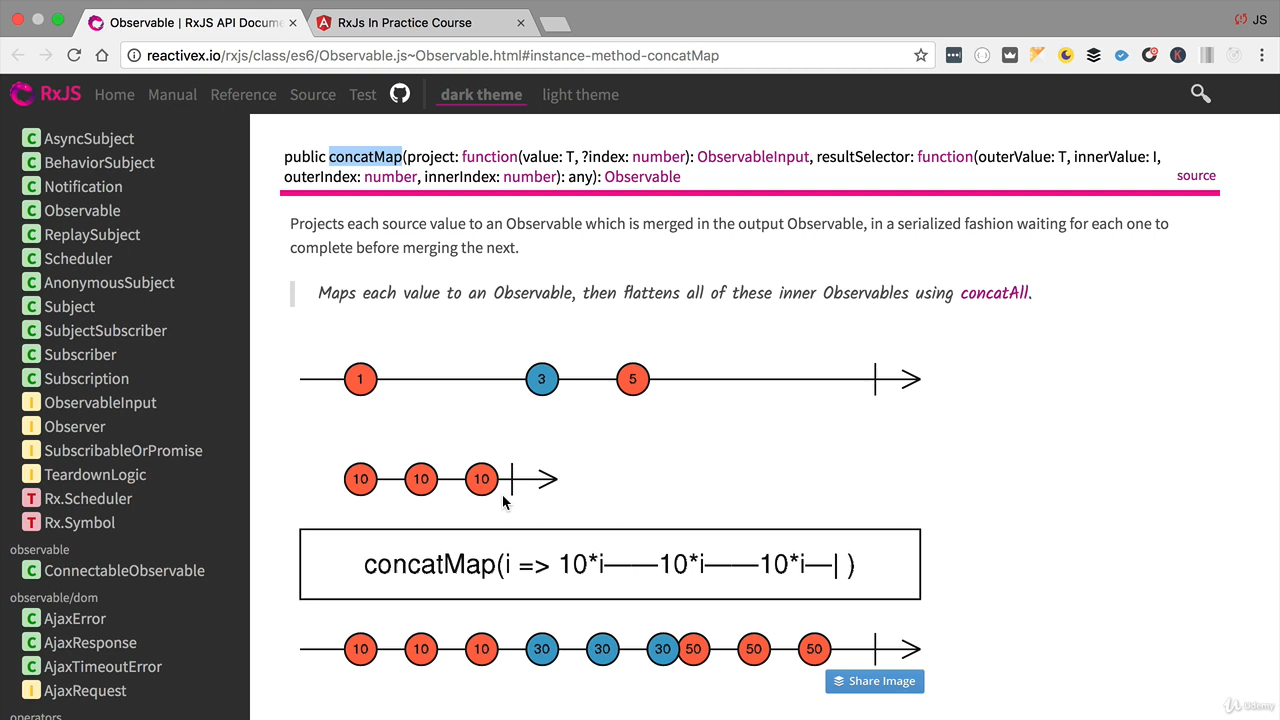 Observable | RxJS API Docume
RxJs In Practice Course
JS
reactivex.io/rxjs/class/es6/Observable.js~Observable.html#instance-method-concatMap
K
RxJS
Home
Manual
Reference
Source
Test
dark theme
light theme
C AsyncSubject
C BehaviorSubject
C Notification
C Observable
C ReplaySubject
C Scheduler
C AnonymousSubject
C Subject
C SubjectSubscriber
C Subscriber
C Subscription
I ObservableInput
I Observer
I SubscribableOrPromise
I TeardownLogic
T Rx.Scheduler
T Rx.Symbol
observable
C ConnectableObservable
observable/dom
C AjaxError
C AjaxResponse
C AjaxTimeoutError
I AjaxRequest
operators
public concatMap(project: function(value: T, ?index: number): ObservableInput, resultSelector: function(outerValue: T, innerValue: I,
outerIndex: number, innerIndex: number): any): Observable
source
Projects each source value to an Observable which is merged in the output Observable, in a serialized fashion waiting for each one to
complete before merging the next.
Maps each value to an Observable, then flattens all of these inner Observables using concatAll.
1 3 5
10 10 10
concatMap(i => 10*i——10*i——10*i—| )
10 10 10 30 30 30 50 50 50
Share Image
Udemy